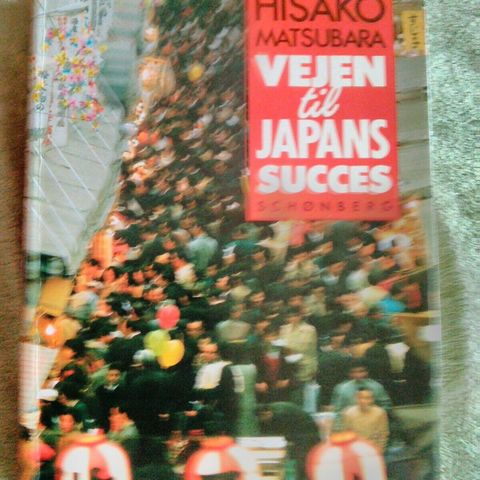 HISAKO
MATSUBARA
VEJEN
til
JAPANS
SUCCES
SCHØNBERG